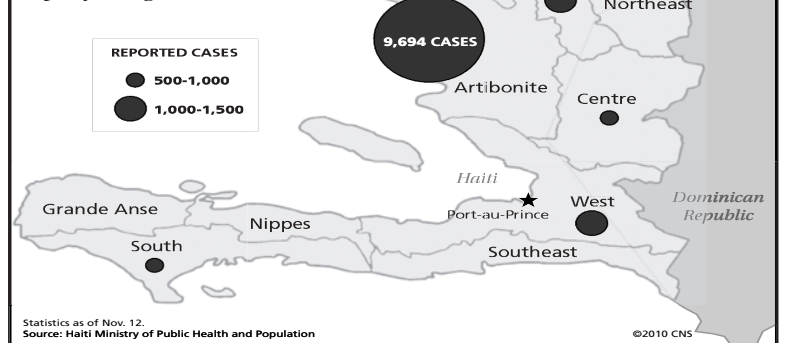 Northeast
9,694 CASES
REPORTED CASES
500-1,000
1,000-1,500
Artibonite
Centre
Haiti
West
Dominican
Republic
Grande Anse
Port-au-Prince
Nippes
South
Southeast
Statistics as of Nov. 12.
Source: Haiti Ministry of Public Health and Population
©2010 CNS